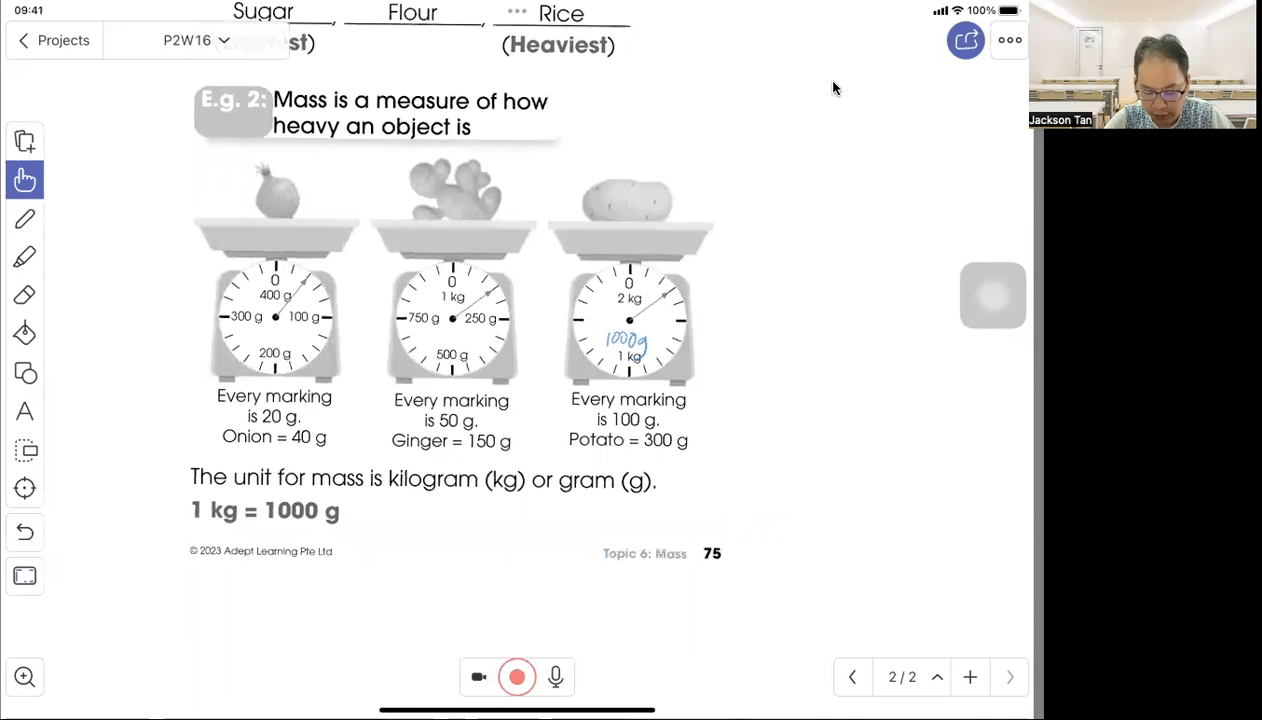 09:41
100%
Sugar, Flour, Rice
(Heaviest)
Projects
P2W16
E.g. 2: Mass is a measure of how
heavy an object is
0
400 g
300 g
100 g
200 g
0
1 kg
750 g
250 g
500 g
0
2 kg
1000g
1 kg
Every marking
is 20 g.
Onion = 40 g
Every marking
is 50 g.
Ginger = 150 g
Every marking
is 100 g.
Potato = 300 g
The unit for mass is kilogram (kg) or gram (g).
1 kg = 1000 g
© 2023 Adept Learning Pte Ltd
Topic 6: Mass 75
A
2 / 2
Jackson Tan